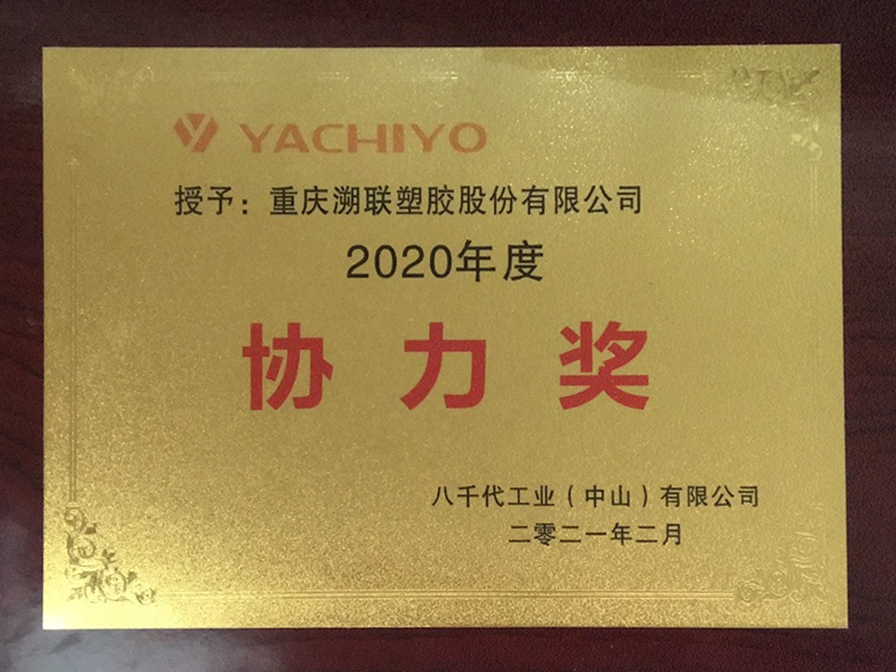 YACHIYO
授予：重庆溯联塑胶股份有限公司
2020年度
协力奖
八千代工业（中山）有限公司
二零二一年二月